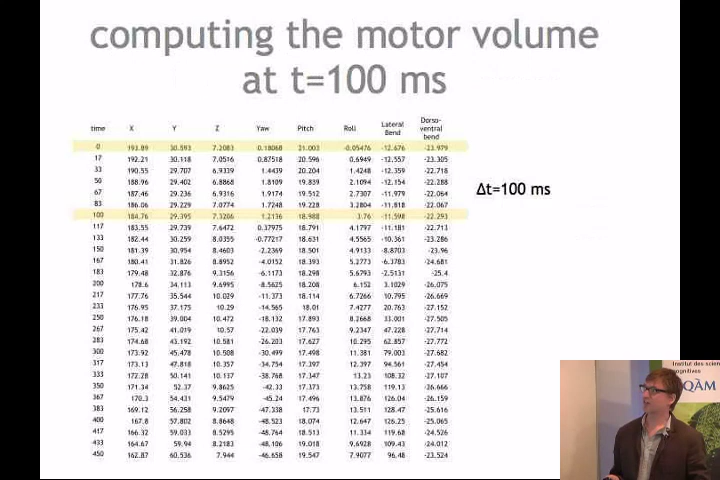 computing the motor volume
at t=100 ms
time X Y Z Yaw Pitch Roll Lateral Bend Dorso-ventral bend
0 193.89 30.593 7.2083 0.18068 21.003 -0.05476 -12.676 -23.979
17 192.21 30.118 7.0516 0.87518 20.596 0.6949 -12.557 -23.305
33 190.55 29.707 6.9339 1.4439 20.204 1.4248 -12.359 -22.718
50 188.96 29.402 6.8868 1.8109 19.839 2.1094 -12.154 -22.288
67 187.46 29.236 6.9318 1.9174 19.512 2.7307 -11.979 -22.064
83 186.06 29.229 7.0774 1.7248 19.228 3.2804 -11.818 -22.067
100 184.76 29.395 7.3206 1.2136 18.988 3.76 -11.598 -22.293
Δt=100 ms
117 183.55 29.739 7.6472 0.37975 18.791 4.1797 -11.181 -22.713
133 182.44 30.259 8.0355 -0.77217 18.631 4.5565 -10.361 -23.286
150 181.39 30.954 8.4603 -2.2369 18.501 4.9133 -8.8703 -23.96
167 180.41 31.826 8.8952 -4.0152 18.393 5.2773 -6.3783 -24.681
183 179.48 32.876 9.3156 -6.1173 18.298 5.6793 -2.5131 -25.4
200 178.6 34.113 9.6995 -8.5625 18.208 6.152 3.1029 -26.075
217 177.76 35.544 10.029 -11.373 18.114 6.7266 10.795 -26.669
233 176.95 37.175 10.29 -14.565 18.01 7.4277 20.763 -27.152
250 176.18 39.004 10.472 -18.132 17.893 8.2668 33.001 -27.505
267 175.42 41.019 10.57 -22.039 17.763 9.2347 47.228 -27.714
283 174.68 43.192 10.581 -26.203 17.627 10.295 62.857 -27.772
300 173.92 45.478 10.508 -30.499 17.498 11.381 79.003 -27.682
317 173.13 47.818 10.357 -34.754 17.397 12.397 94.561 -27.454
333 172.28 50.141 10.137 -38.768 17.347 13.23 108.32 -27.107
350 171.34 52.37 9.8625 -42.33 17.373 13.758 119.13 -26.666
367 170.3 54.431 9.5479 -45.24 17.496 13.876 126.04 -26.159
383 169.12 56.258 9.2097 -47.338 17.73 13.511 128.47 -25.616
400 167.8 57.802 8.8648 -48.523 18.074 12.647 126.25 -25.065
417 166.32 59.033 8.5295 -48.764 18.513 11.334 119.68 -24.526
433 164.67 59.94 8.2183 -48.106 19.018 9.6928 109.43 -24.012
450 162.87 60.536 7.944 -46.658 19.547 7.9077 96.48 -23.524
Institut des scien
cognitives
QÀM